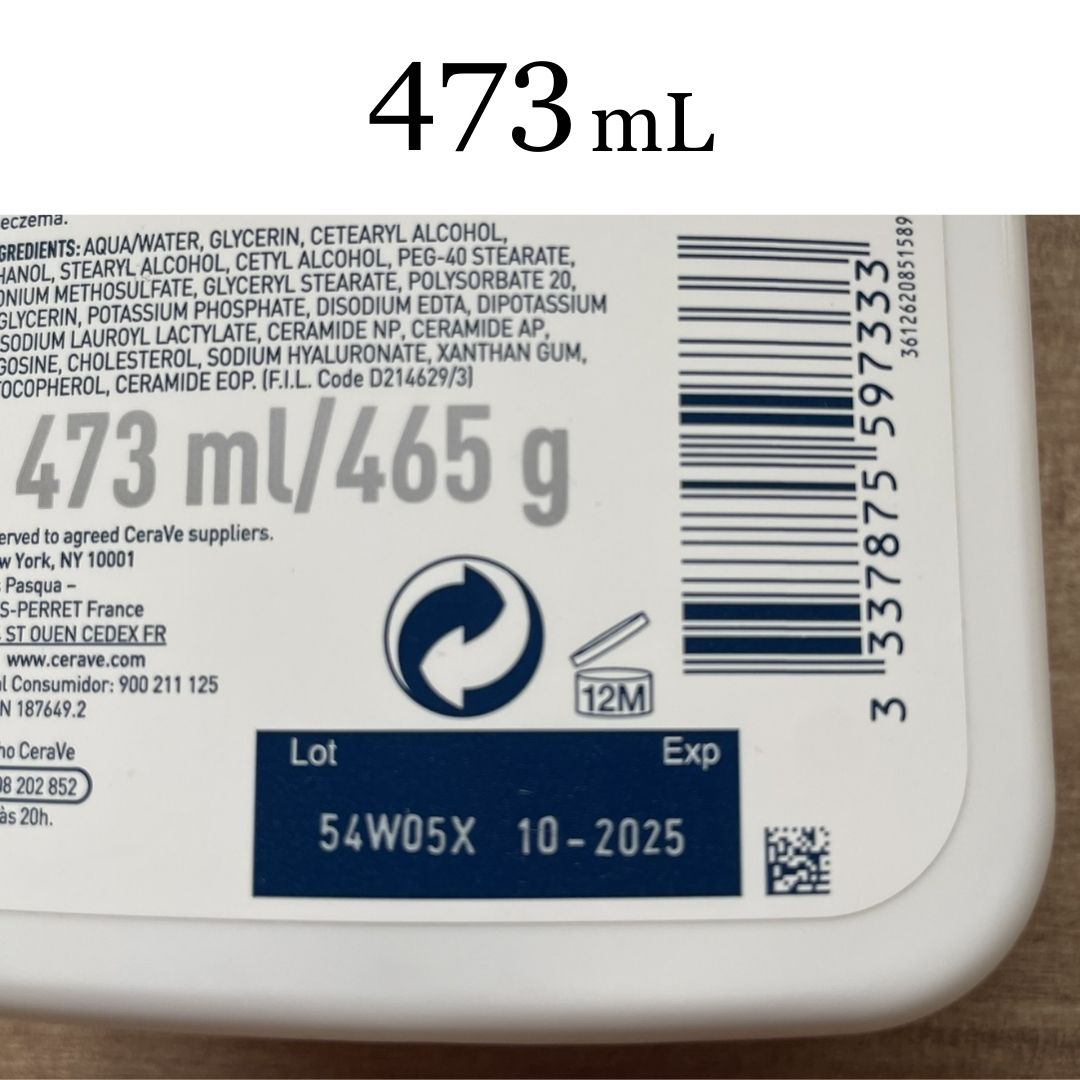 473 mL
eczema.
GREDIENTS: AQUA/WATER, GLYCERIN, CETEARYL ALCOHOL,
HANOL, STEARYL ALCOHOL, CETYL ALCOHOL, PEG-40 STEARATE,
ONIUM METHOSULFATE, GLYCERYL STEARATE, POLYSORBATE 20,
GLYCERIN, POTASSIUM PHOSPHATE, DISODIUM EDTA, DIPOTASSIUM
SODIUM LAUROYL LACTYLATE, CERAMIDE NP, CERAMIDE AP,
GOSINE, CHOLESTEROL, SODIUM HYALURONATE, XANTHAN GUM,
TOCOPHEROL, CERAMIDE EOP. (F.I.L. Code D214629/3)
473 ml/465 g
erved to agreed CeraVe suppliers.
w York, NY 10001
s Pasqua –
S-PERRET France
ST OUEN CEDEX FR
www.cerave.com
al Consumidor: 900 211 125
N 187649.2
ho CeraVe
08 202 852
às 20h.
12M
Lot Exp
54W05X 10-2025
3 337875 597333
3612620851589